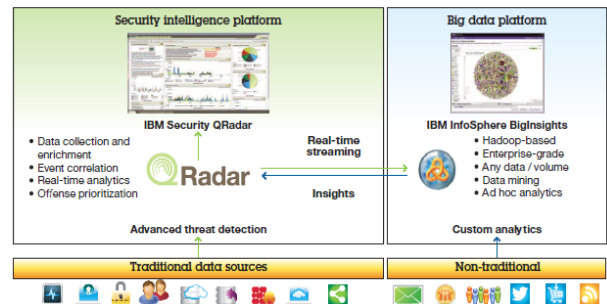 Security intelligence platform
IBM Security QRadar
• Data collection and
enrichment
• Event correlation
• Real-time analytics
• Offense prioritization
QRadar
Advanced threat detection
Real-time
streaming
Insights
Big data platform
IBM InfoSphere BigInsights
• Hadoop-based
• Enterprise-grade
• Any data / volume
• Data mining
• Ad hoc analytics
Custom analytics
Traditional data sources
Non-traditional